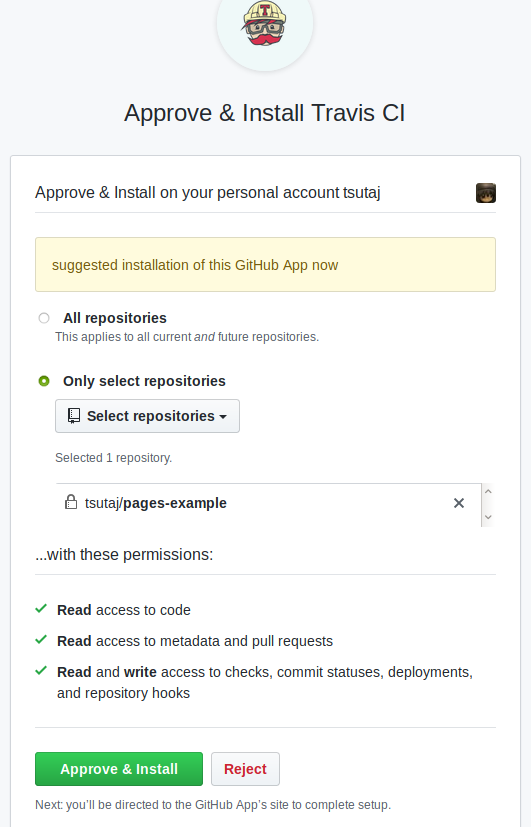 T
Approve & Install Travis CI
Approve & Install on your personal account tsutaj
suggested installation of this GitHub App now
All repositories
This applies to all current and future repositories.
Only select repositories
Select repositories
Selected 1 repository.
tsutaj/pages-example
...with these permissions:
Read access to code
Read access to metadata and pull requests
Read and write access to checks, commit statuses, deployments,
and repository hooks
Approve & Install
Reject
Next: you’ll be directed to the GitHub App’s site to complete setup.